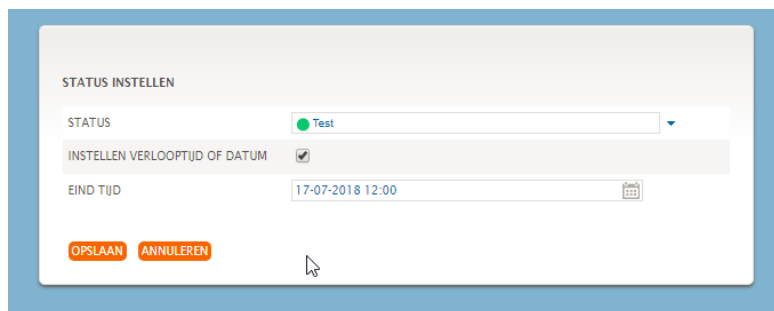 STATUS INSTELLEN
STATUS Test
INSTELLEN VERLOOPTIJD OF DATUM
EIND TIJD 17-07-2018 12:00
OPSLAAN ANNULEREN